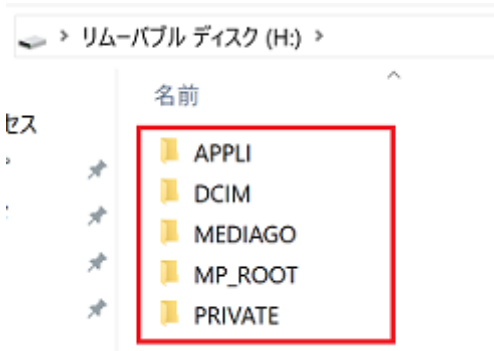 > リムーバブル ディスク (H:) >
名前
セス
APPLI
DCIM
MEDIAGO
MP_ROOT
PRIVATE